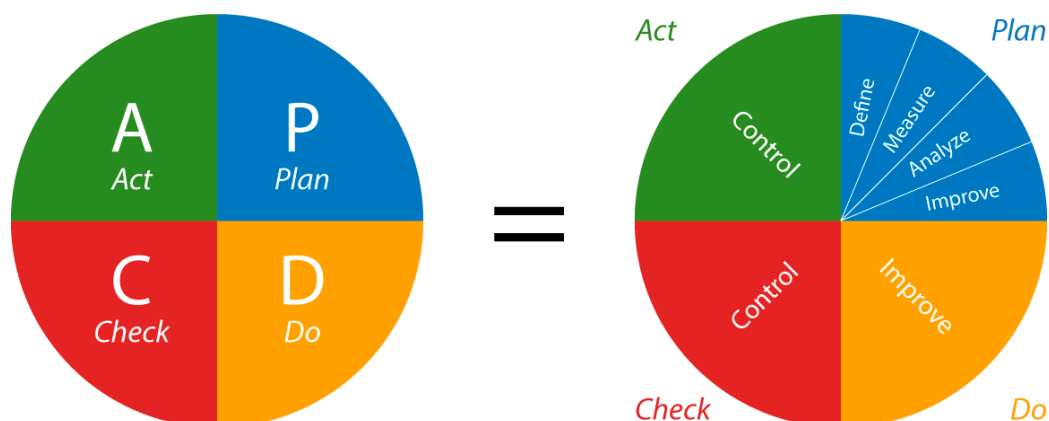 A
Act
P
Plan
C
Check
D
Do
=
Act
Plan
Control
Define
Measure
Analyze
Improve
Control
Improve
Check
Do